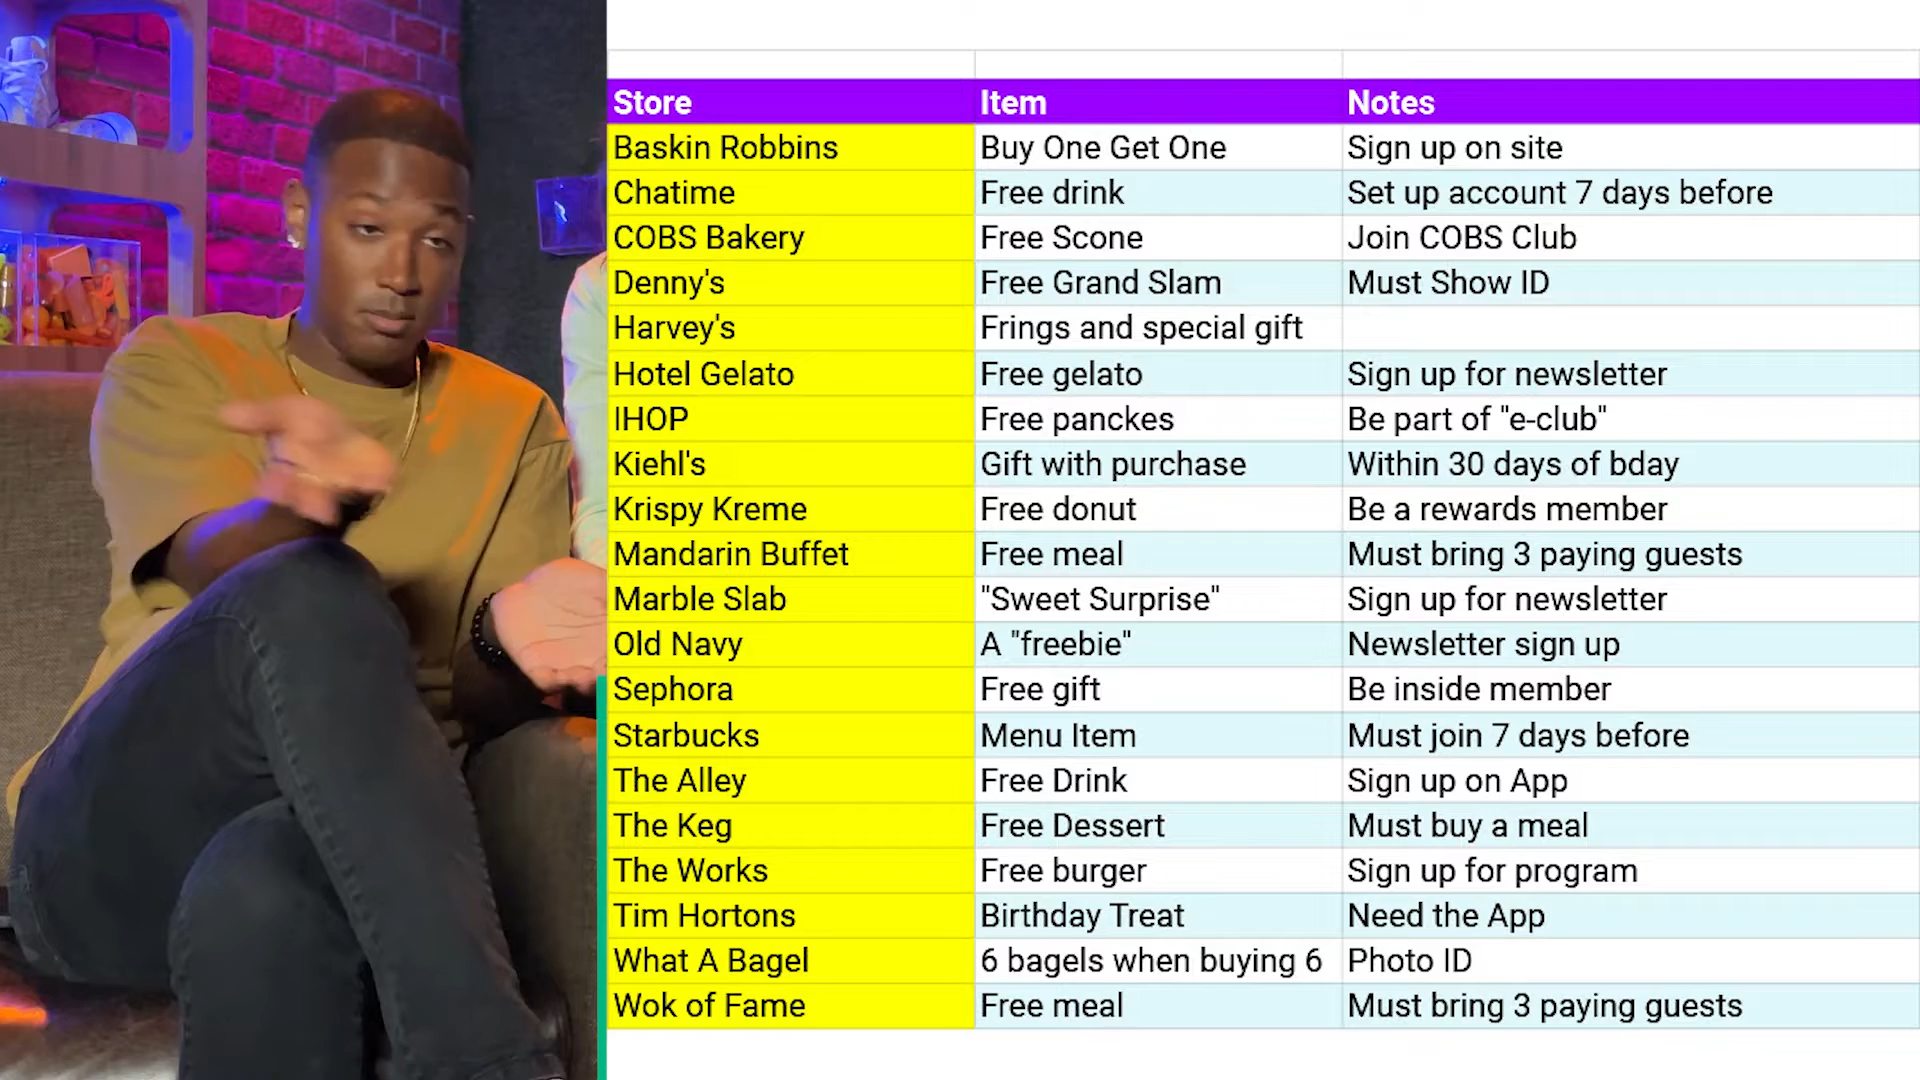 Store Item Notes
Baskin Robbins Buy One Get One Sign up on site
Chatime Free drink Set up account 7 days before
COBS Bakery Free Scone Join COBS Club
Denny's Free Grand Slam Must Show ID
Harvey's Frings and special gift
Hotel Gelato Free gelato Sign up for newsletter
IHOP Free panckes Be part of "e-club"
Kiehl's Gift with purchase Within 30 days of bday
Krispy Kreme Free donut Be a rewards member
Mandarin Buffet Free meal Must bring 3 paying guests
Marble Slab "Sweet Surprise" Sign up for newsletter
Old Navy A "freebie" Newsletter sign up
Sephora Free gift Be inside member
Starbucks Menu Item Must join 7 days before
The Alley Free Drink Sign up on App
The Keg Free Dessert Must buy a meal
The Works Free burger Sign up for program
Tim Hortons Birthday Treat Need the App
What A Bagel 6 bagels when buying 6 Photo ID
Wok of Fame Free meal Must bring 3 paying guests